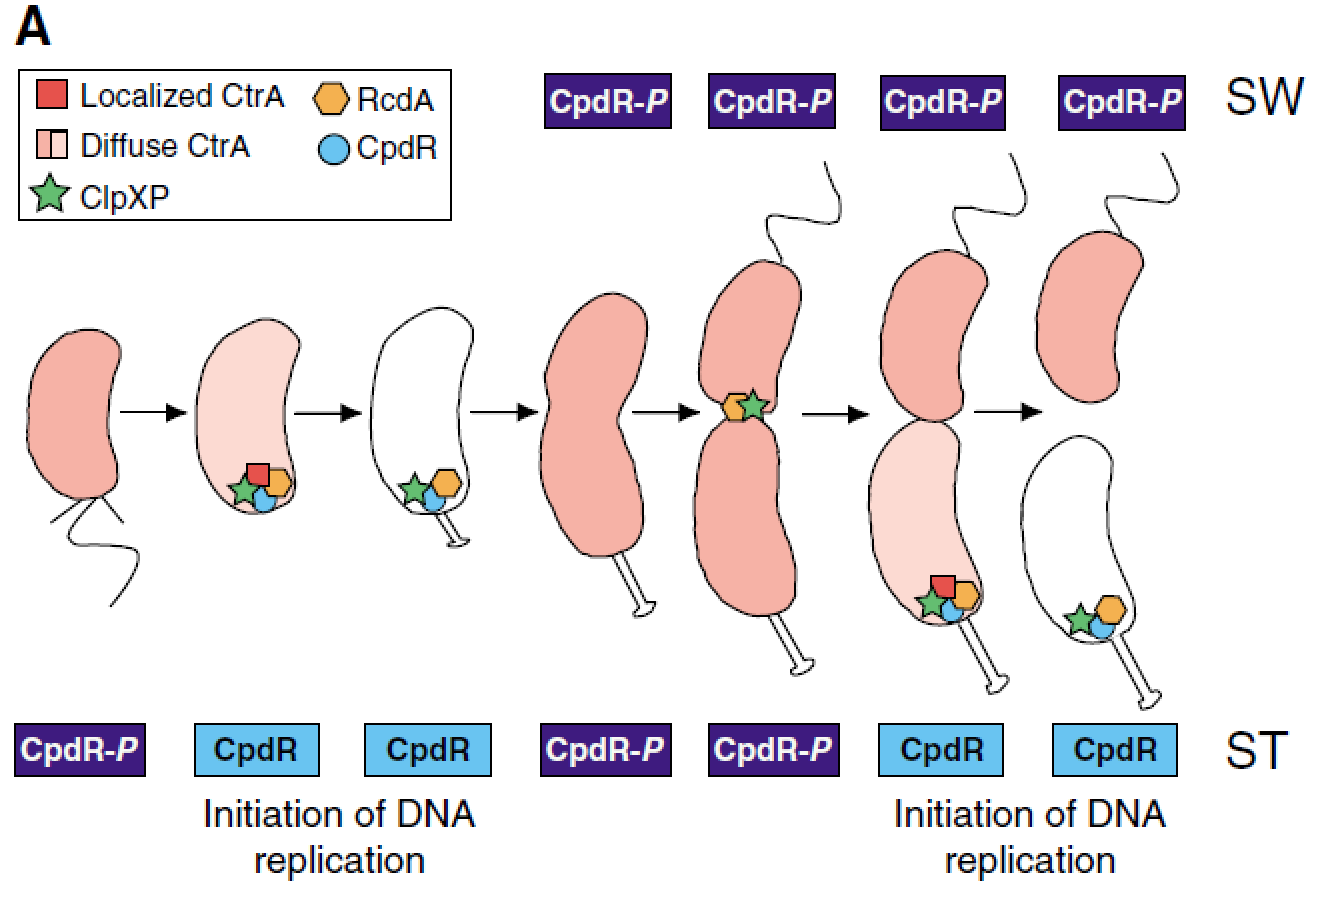 A
Localized CtrA
RcdA
Diffuse CtrA
CpdR
ClpXP
CpdR-P
CpdR-P
CpdR-P
CpdR-P
SW
CpdR-P
CpdR
CpdR
CpdR-P
CpdR-P
CpdR
CpdR
ST
Initiation of DNA
replication
Initiation of DNA
replication